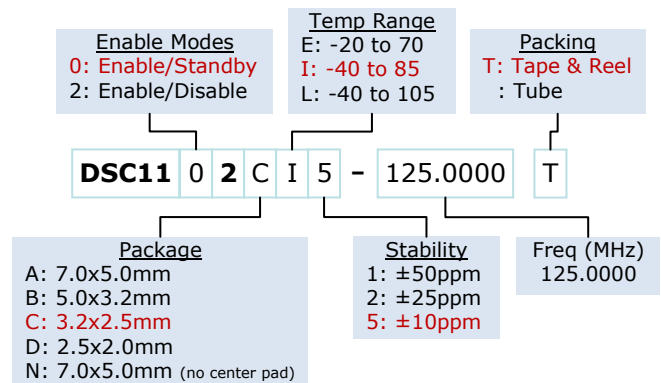 Enable Modes
0: Enable/Standby
2: Enable/Disable
Temp Range
E: -20 to 70
I: -40 to 85
L: -40 to 105
Packing
T: Tape & Reel
: Tube
DSC11 0 2 C I 5 - 125.0000 T
Package
A: 7.0x5.0mm
B: 5.0x3.2mm
C: 3.2x2.5mm
D: 2.5x2.0mm
N: 7.0x5.0mm (no center pad)
Stability
1: ±50ppm
2: ±25ppm
5: ±10ppm
Freq (MHz)
125.0000